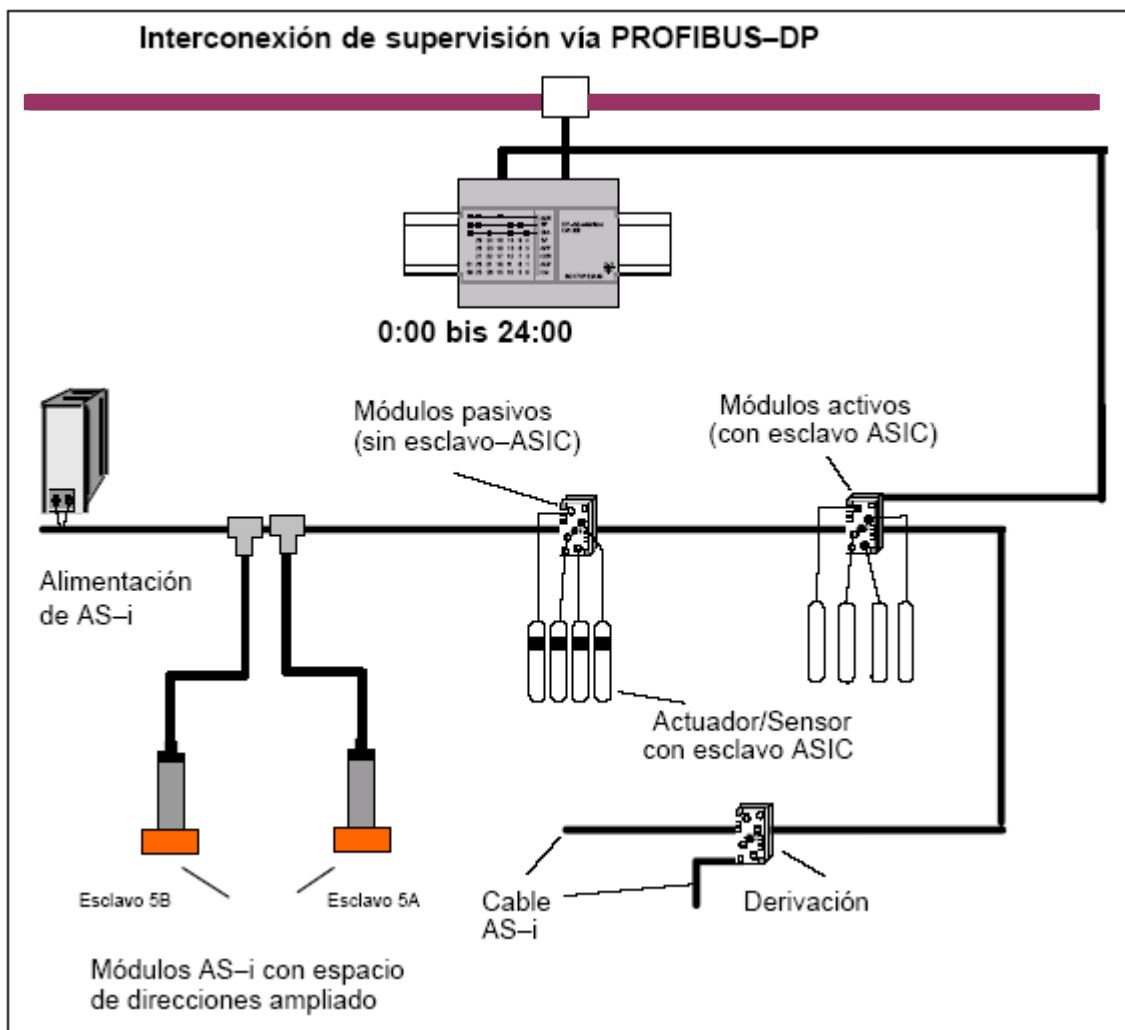 Interconexión de supervisión vía PROFIBUS–DP
0:00 bis 24:00
Módulos pasivos
(sin esclavo–ASIC)
Módulos activos
(con esclavo ASIC)
Alimentación
de AS–i
Actuador/Sensor
con esclavo ASIC
Esclavo 5B
Esclavo 5A
Cable
AS–i
Derivación
Módulos AS–i con espacio
de direcciones ampliado